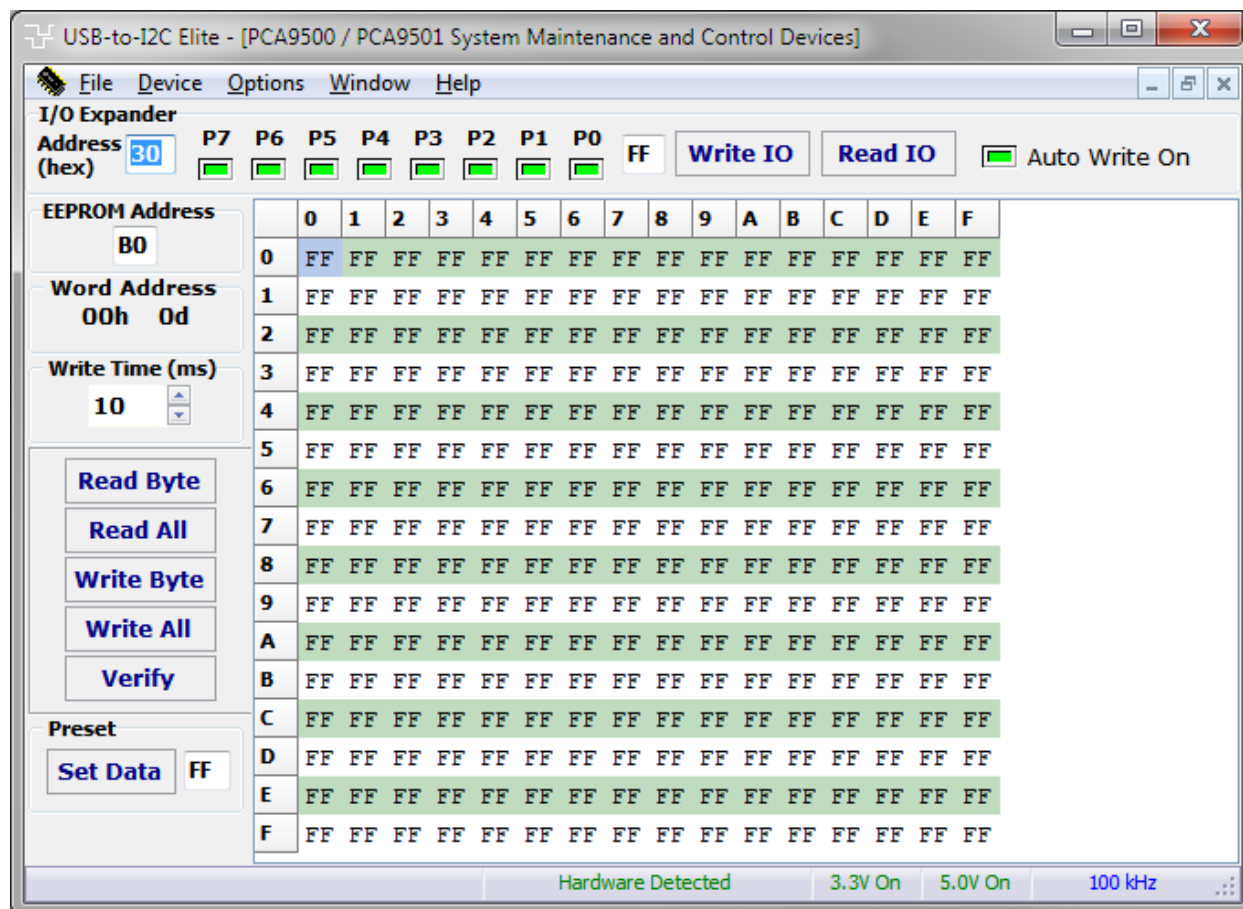 USB-to-I2C Elite - [PCA9500 / PCA9501 System Maintenance and Control Devices]
File Device Options Window Help
I/O Expander
Address (hex) 30 P7 P6 P5 P4 P3 P2 P1 P0 FF Write IO Read IO Auto Write On
EEPROM Address
B0
Word Address
00h 0d
Write Time (ms)
10
Read Byte
Read All
Write Byte
Write All
Verify
Preset
Set Data FF
0 1 2 3 4 5 6 7 8 9 A B C D E F
0 FF FF FF FF FF FF FF FF FF FF FF FF FF FF FF FF
1 FF FF FF FF FF FF FF FF FF FF FF FF FF FF FF FF
2 FF FF FF FF FF FF FF FF FF FF FF FF FF FF FF FF
3 FF FF FF FF FF FF FF FF FF FF FF FF FF FF FF FF
4 FF FF FF FF FF FF FF FF FF FF FF FF FF FF FF FF
5 FF FF FF FF FF FF FF FF FF FF FF FF FF FF FF FF
6 FF FF FF FF FF FF FF FF FF FF FF FF FF FF FF FF
7 FF FF FF FF FF FF FF FF FF FF FF FF FF FF FF FF
8 FF FF FF FF FF FF FF FF FF FF FF FF FF FF FF FF
9 FF FF FF FF FF FF FF FF FF FF FF FF FF FF FF FF
A FF FF FF FF FF FF FF FF FF FF FF FF FF FF FF FF
B FF FF FF FF FF FF FF FF FF FF FF FF FF FF FF FF
C FF FF FF FF FF FF FF FF FF FF FF FF FF FF FF FF
D FF FF FF FF FF FF FF FF FF FF FF FF FF FF FF FF
E FF FF FF FF FF FF FF FF FF FF FF FF FF FF FF FF
F FF FF FF FF FF FF FF FF FF FF FF FF FF FF FF FF
Hardware Detected 3.3V On 5.0V On 100 kHz